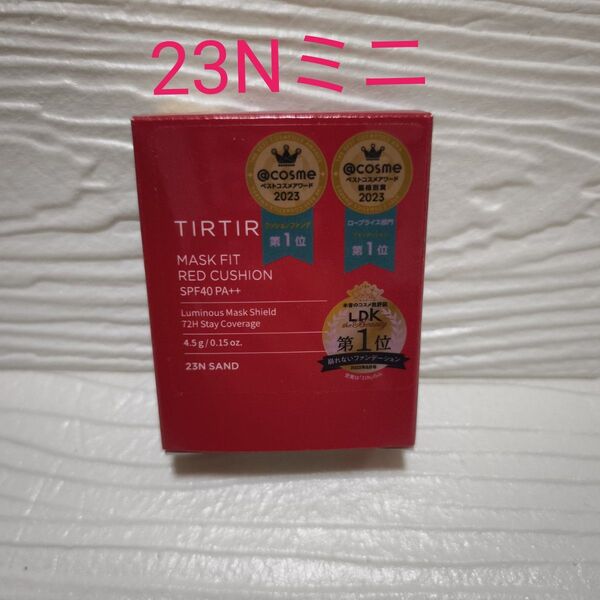 23Nミニ
@cosme
ベストコスメアワード
2023
クッションファンデ
第1位
@cosme
ベストコスメアワード
2023
ロープライス部門
第1位
TIRTIR
MASK FIT
RED CUSHION
SPF40 PA++
Luminous Mask Shield
72H Stay Coverage
4.5 g / 0.15 oz.
23N SAND
LDK
the Beauty
第1位
崩れないファンデーション